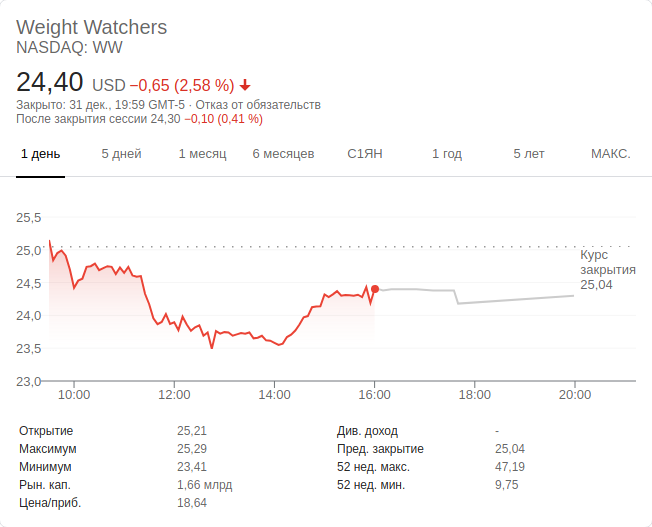 Weight Watchers
NASDAQ: WW
24,40 USD −0,65 (2,58 %)
Закрыто: 31 дек., 19:59 GMT-5 · Отказ от обязательств
После закрытия сессии 24,30 −0,10 (0,41 %)
1 день 5 дней 1 месяц 6 месяцев С1ЯН 1 год 5 лет МАКС.
25,5
25,0
24,5
24,0
23,5
23,0
Курс
закрытия
25,04
10:00 12:00 14:00 16:00 18:00 20:00
Открытие 25,21 Див. доход -
Максимум 25,29 Пред. закрытие 25,04
Минимум 23,41 52 нед. макс. 47,19
Рын. кап. 1,66 млрд 52 нед. мин. 9,75
Цена/приб. 18,64